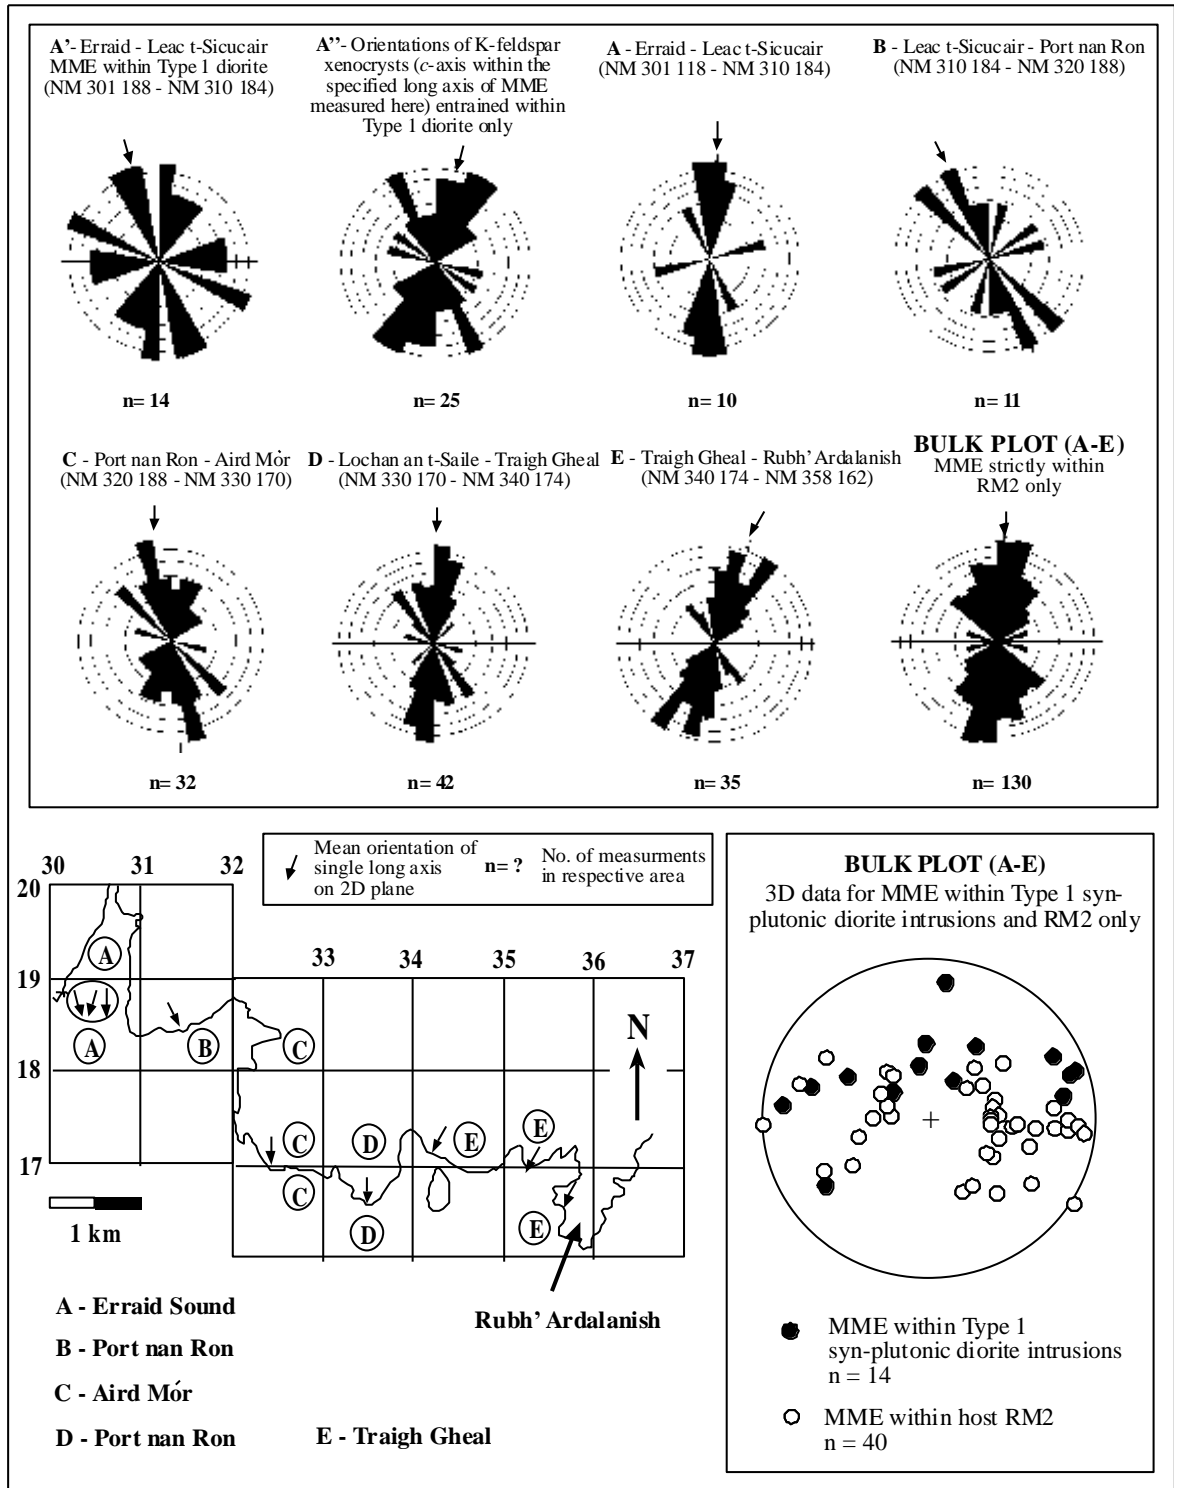 A’- Erraid - Leac t-Sicucair
MME within Type 1 diorite
(NM 301 188 - NM 310 184)
A’’- Orientations of K-feldspar
xenocrysts (c-axis within the
specified long axis of MME
measured here) entrained within
Type 1 diorite only
A - Erraid - Leac t-Sicucair
(NM 301 118 - NM 310 184)
B - Leac t-Sicucair - Port nan Ron
(NM 310 184 - NM 320 188)
n= 14
n= 25
n= 10
n= 11
C - Port nan Ron - Aird Mòr
(NM 320 188 - NM 330 170)
D - Lochan an t-Saile - Traigh Gheal
(NM 330 170 - NM 340 174)
E - Traigh Gheal - Rubh’ Ardalanish
(NM 340 174 - NM 358 162)
BULK PLOT (A-E)
MME strictly within
RM2 only
n= 32
n= 42
n= 35
n= 130
Mean orientation of
single long axis
on 2D plane
n= ?
No. of measurments
in respective area
30
31
32
20
33
34
35
36
37
19
18
17
A
A
B
C
C
C
D
D
E
E
E
N
1 km
Rubh’ Ardalanish
A - Erraid Sound
B - Port nan Ron
C - Aird Mór
D - Port nan Ron
E - Traigh Gheal
BULK PLOT (A-E)
3D data for MME within Type 1 syn-
plutonic diorite intrusions and RM2 only
MME within Type 1
syn-plutonic diorite intrusions
n = 14
MME within host RM2
n = 40